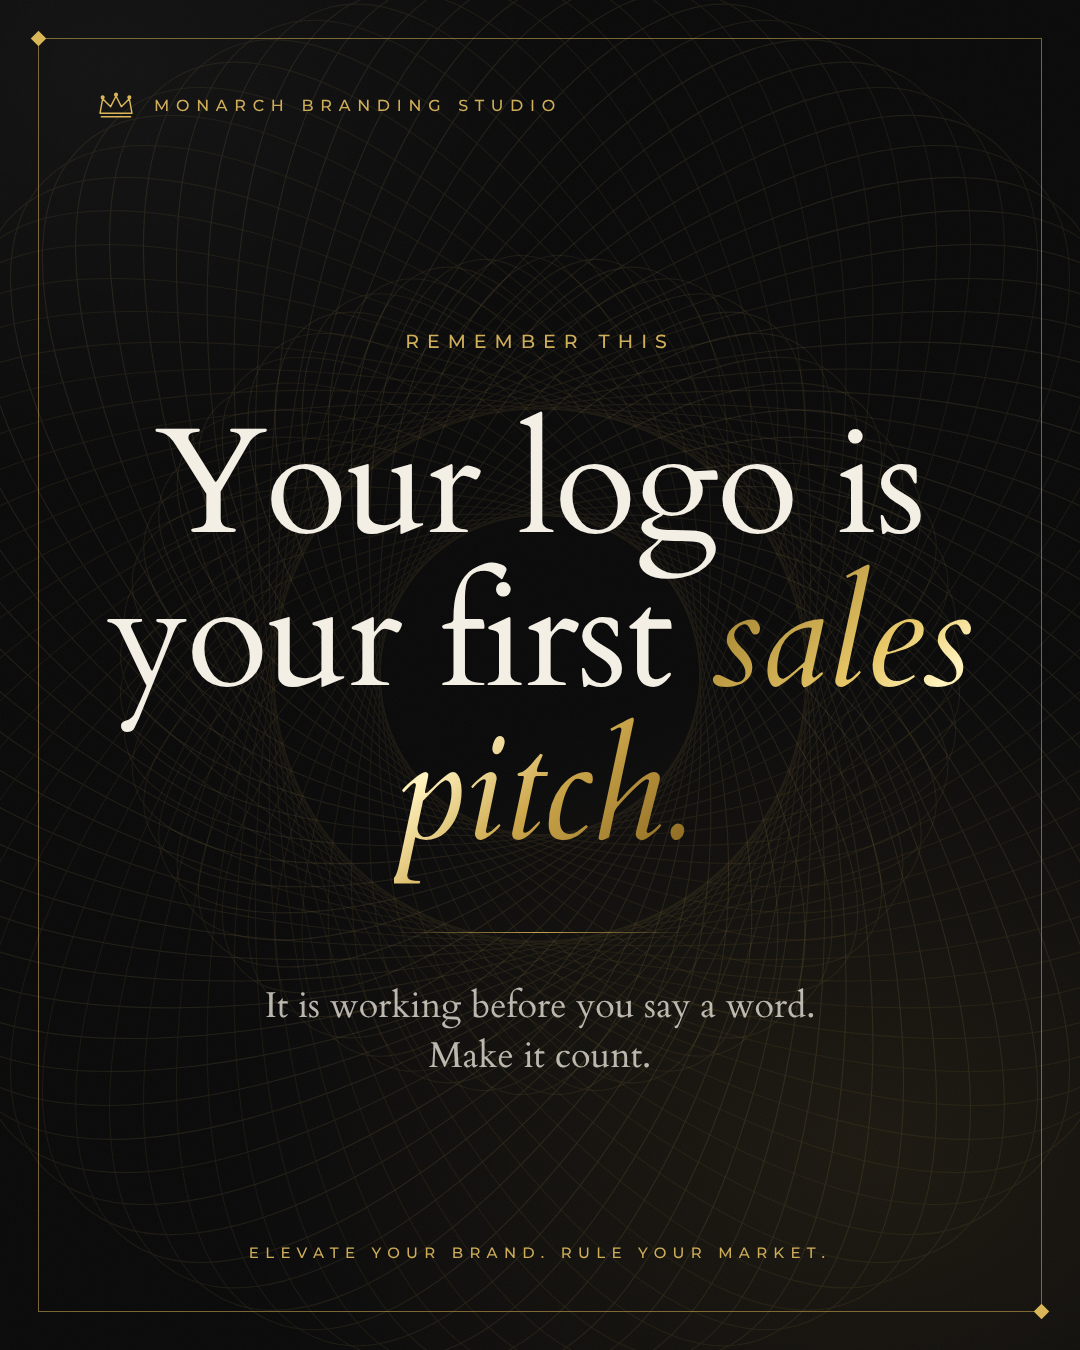 MONARCH BRANDING STUDIO
REMEMBER THIS
Your logo is
your first sales
pitch.
It is working before you say a word.
Make it count.
ELEVATE YOUR BRAND. RULE YOUR MARKET.